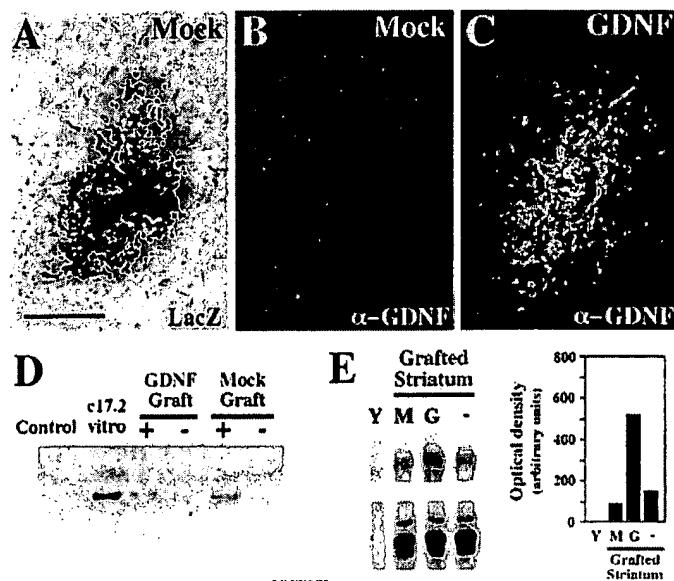 A Mock
LacZ
B Mock
α-GDNF
C GDNF
α-GDNF
D
Control
c17.2
vitro
GDNF
Graft
+ -
Mock
Graft
+ -
E
Grafted
Striatum
Y M G -
Optical density
(arbitrary units)
800
600
400
200
0
Y M G -
Grafted
Striatum